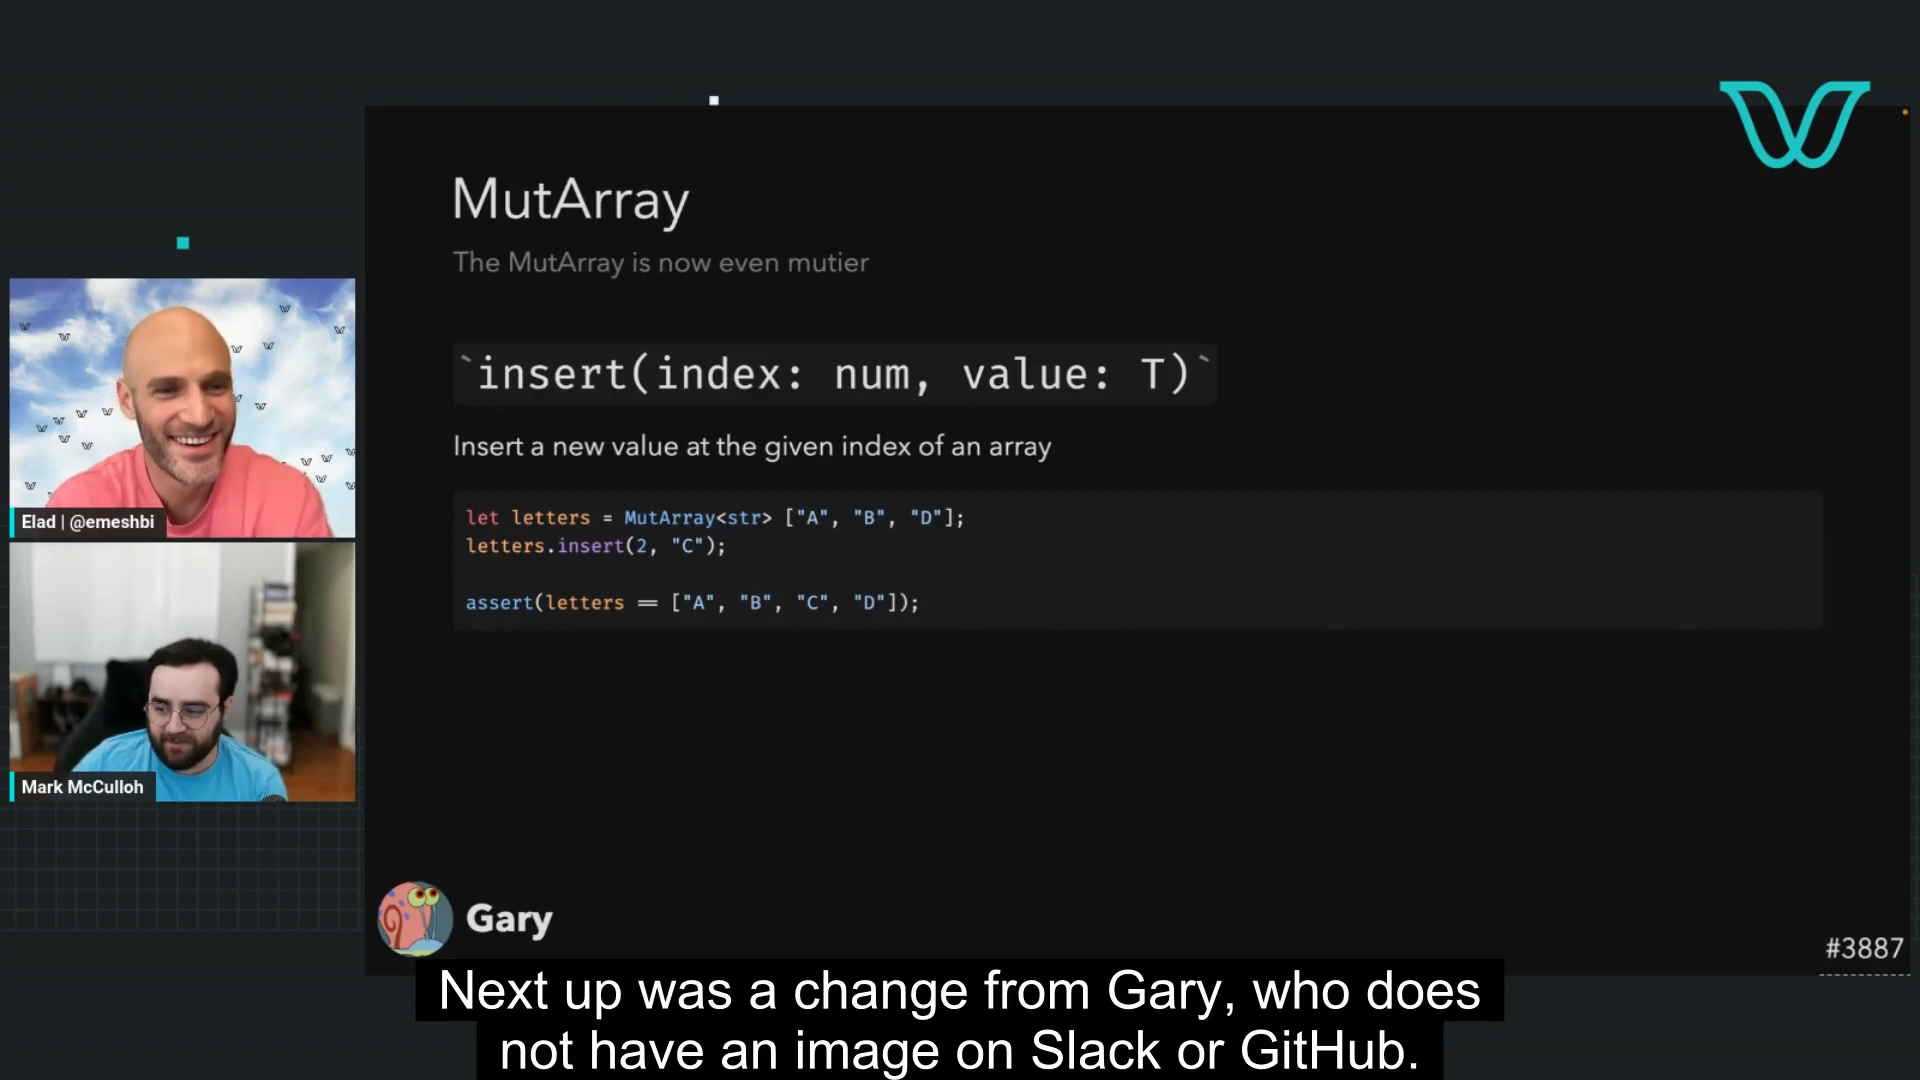 MutArray
The MutArray is now even mutier
`insert(index: num, value: T)`
Insert a new value at the given index of an array
let letters = MutArray<str> ["A", "B", "D"];
letters.insert(2, "C");
assert(letters == ["A", "B", "C", "D"]);
Elad | @emeshbi
Mark McCulloh
Gary
#3887
Next up was a change from Gary, who does
not have an image on Slack or GitHub.